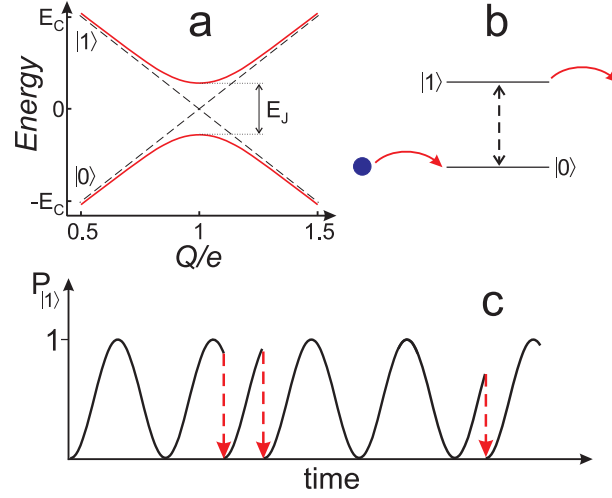 a
E_C
|1⟩
0
E_J
|0⟩
-E_C
Energy
0.5
1
1.5
Q/e
b
|1⟩
|0⟩
c
P_|1⟩
1
time